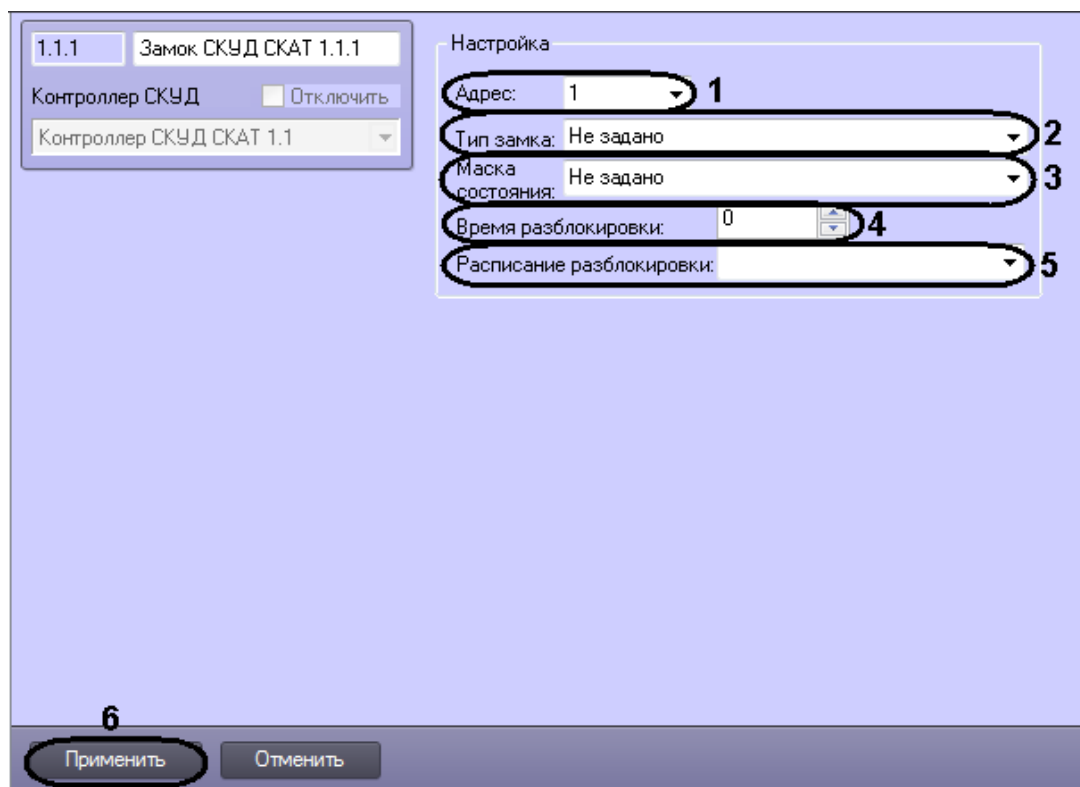 1.1.1 Замок СКУД СКАТ 1.1.1
Контроллер СКУД Отключить
Контроллер СКУД СКАТ 1.1
Настройка
Адрес: 1 1
Тип замка: Не задано 2
Маска состояния: Не задано 3
Время разблокировки: 0 4
Расписание разблокировки: 5
6
Применить Отменить